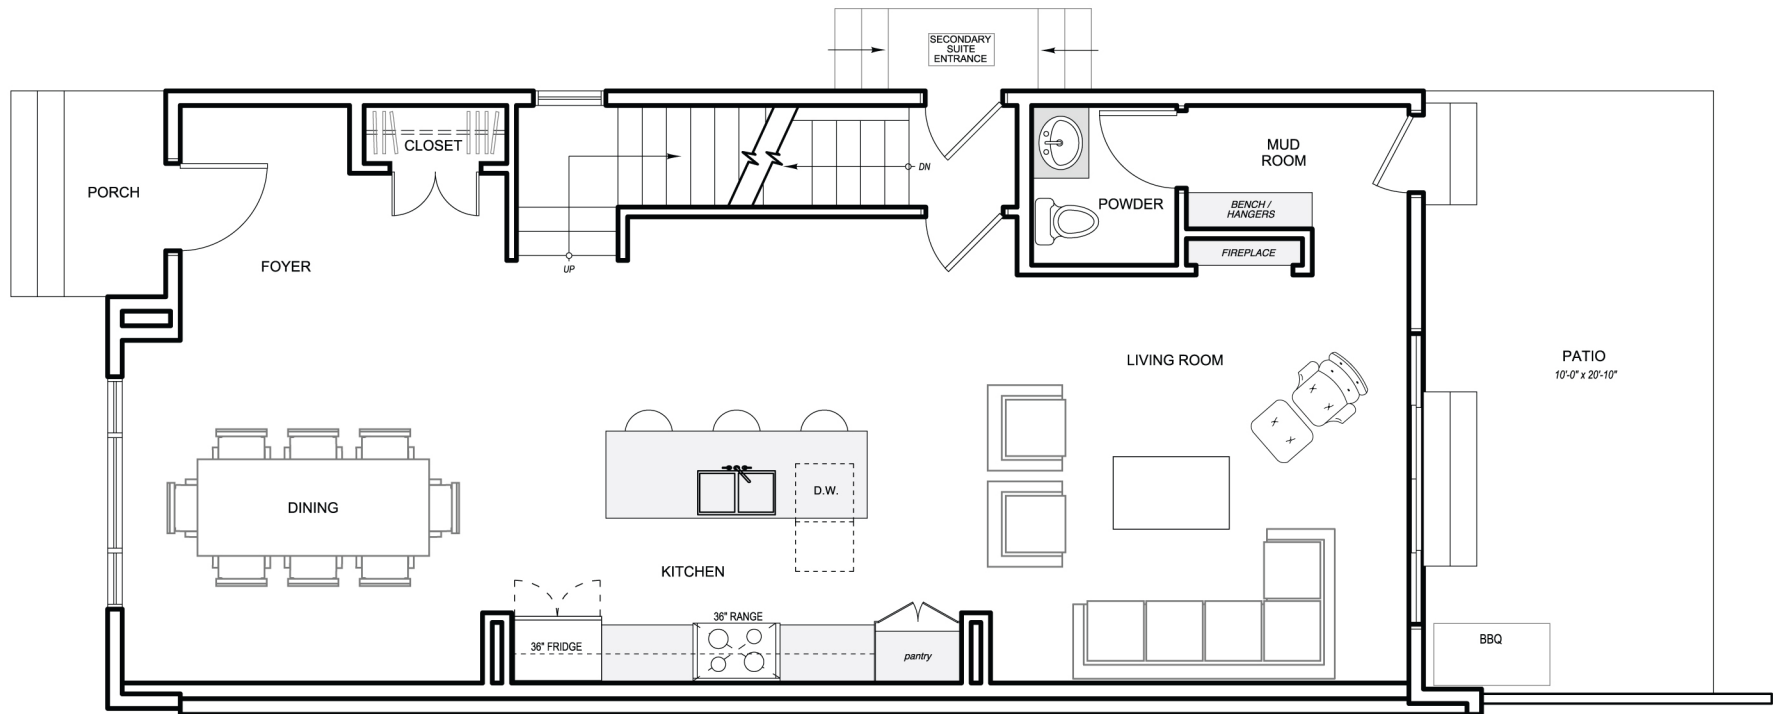 SECONDARY
SUITE
ENTRANCE
CLOSET
MUD
ROOM
DN
PORCH
POWDER
BENCH /
HANGERS
FIREPLACE
FOYER
UP
LIVING ROOM
PATIO
10'-0" x 20'-10"
D.W.
DINING
KITCHEN
36" RANGE
36" FRIDGE
pantry
BBQ